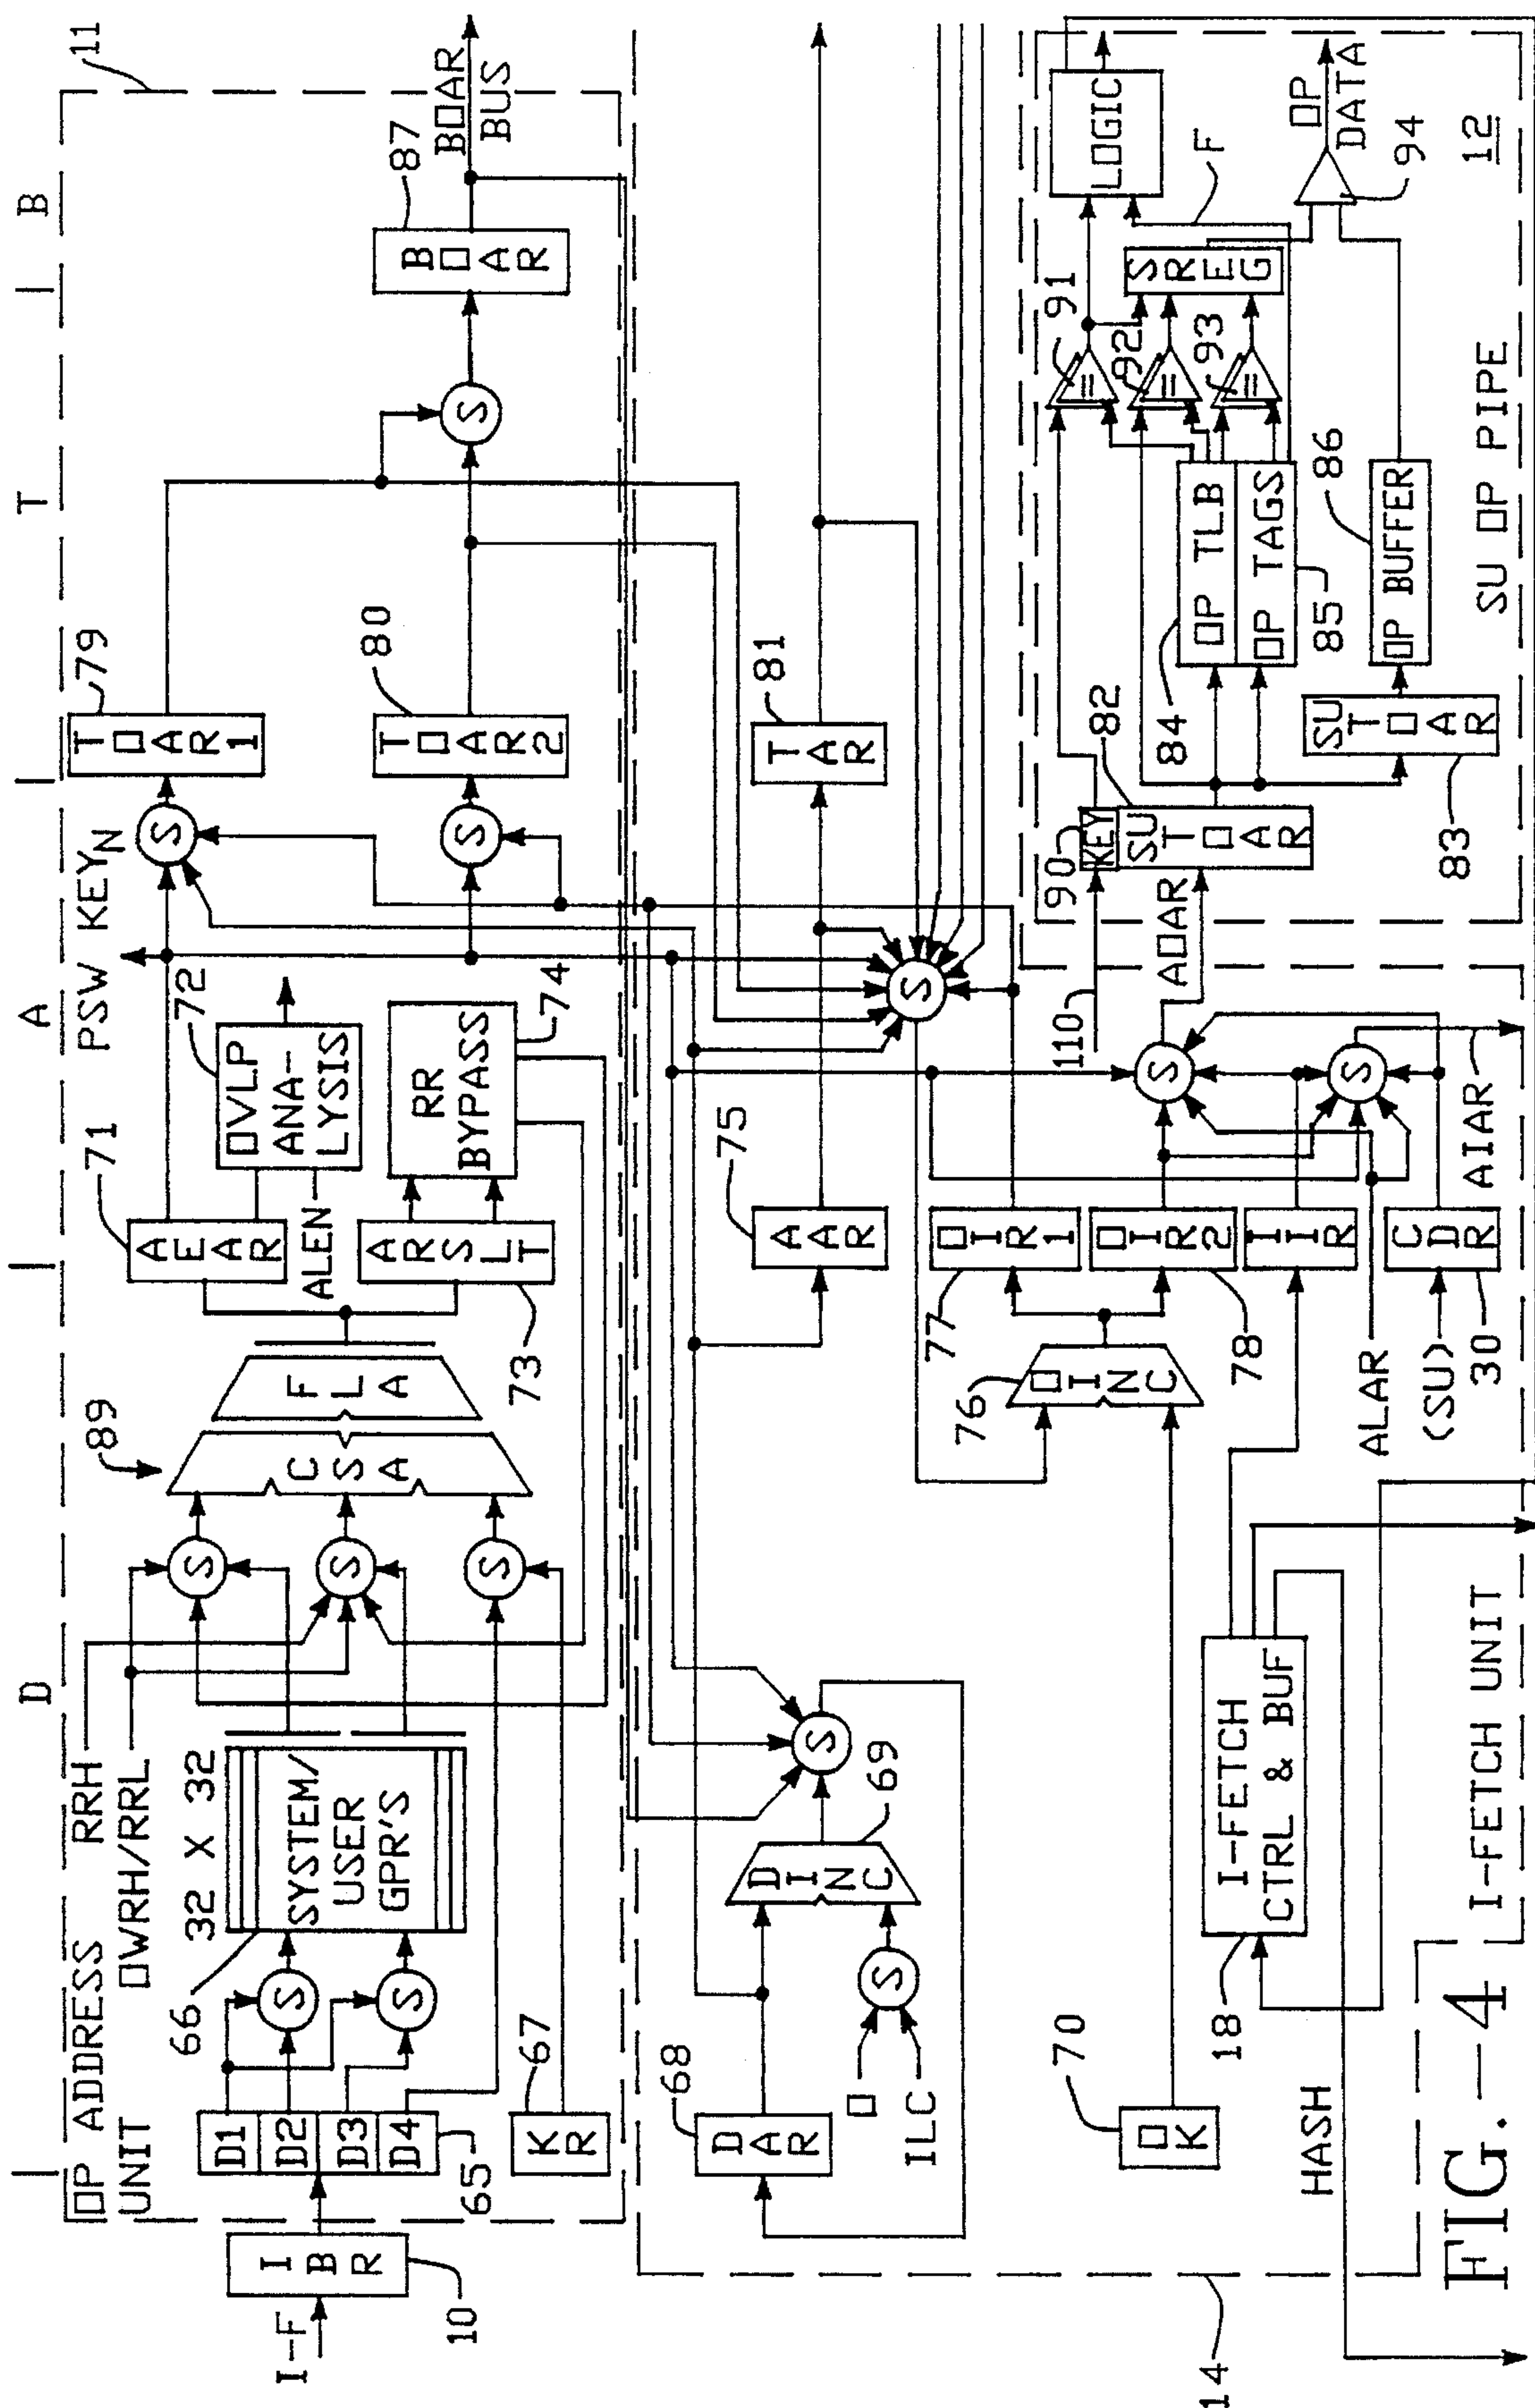 D
A
T
B
11
OP ADDRESS
UNIT
RRH
OWRH/RRL
PSW KEYN
I-F
IBR
10
D1
D2
D3
D4
65
KR
67
66
32 X 32
SYSTEM/
USER
GPR'S
S
S
S
S
S
89
CSA
FLA
71
AEAR
72
OVLP
ANA-
LYSIS
ALEN
ARSLT
73
RR
BYPASS
74
S
S
TOAR1
79
TOAR2
80
S
BOAR
87
BOAR
BUS
68
DAR
0
ILC
S
DINC
69
S
75
AAR
TAR
81
S
70
OK
76
OINC
77
OIR1
OIR2
78
IIR
CDR
30
ALAR
(SU)
18
I-FETCH
CTRL & BUF
HASH
S
S
AOAR
AIAR
110
90
KEY
SU
TOAR
82
SU
TOAR
83
84
OP TLB
OP TAGS
85
OP BUFFER
86
91
=
92
=
93
=
SREG
LOGIC
F
OP
DATA
94
12
SU OP PIPE
14
I-FETCH UNIT
FIG.—4